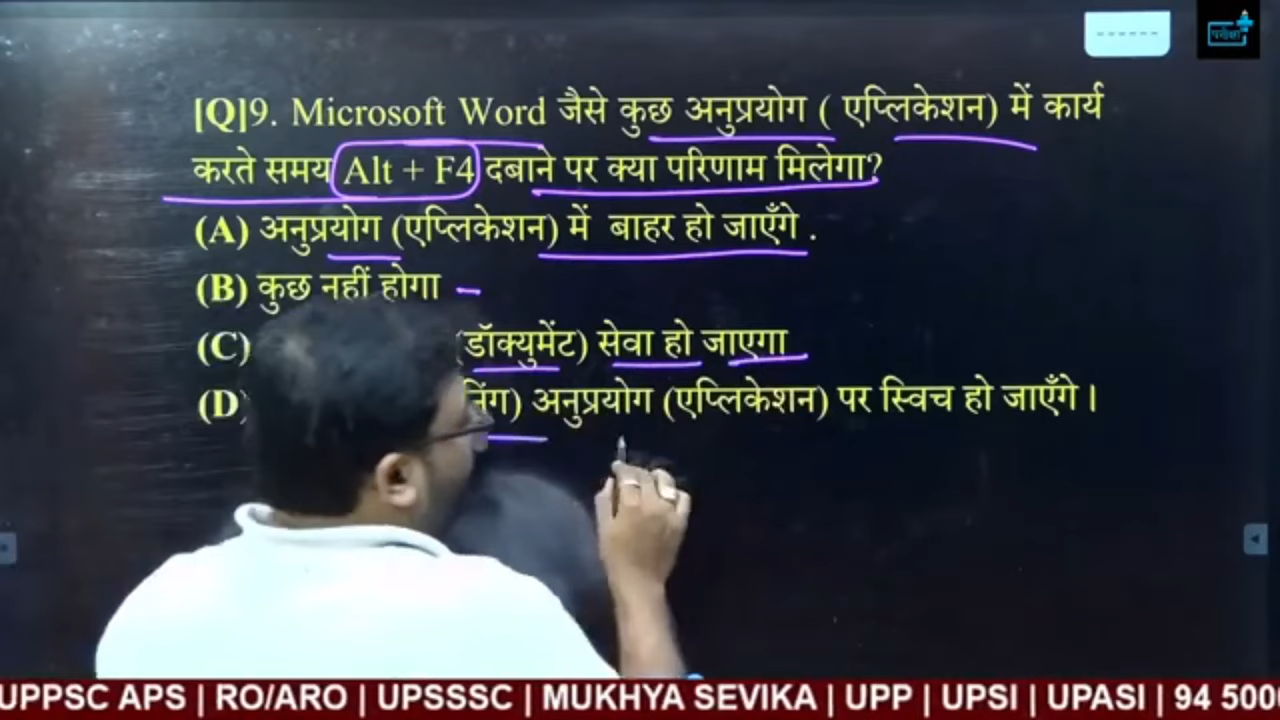 परीक्षा
[Q]9. Microsoft Word जैसे कुछ अनुप्रयोग ( एप्लिकेशन) में कार्य
करते समय Alt + F4 दबाने पर क्या परिणाम मिलेगा?
(A) अनुप्रयोग (एप्लिकेशन) में बाहर हो जाएँगे .
(B) कुछ नहीं होगा
(C) (डॉक्युमेंट) सेवा हो जाएगा
(D) अनुप्रयोग (एप्लिकेशन) पर स्विच हो जाएँगे।
UPPSC APS | RO/ARO | UPSSSC | MUKHYA SEVIKA | UPP | UPSI | UPASI | 94 500